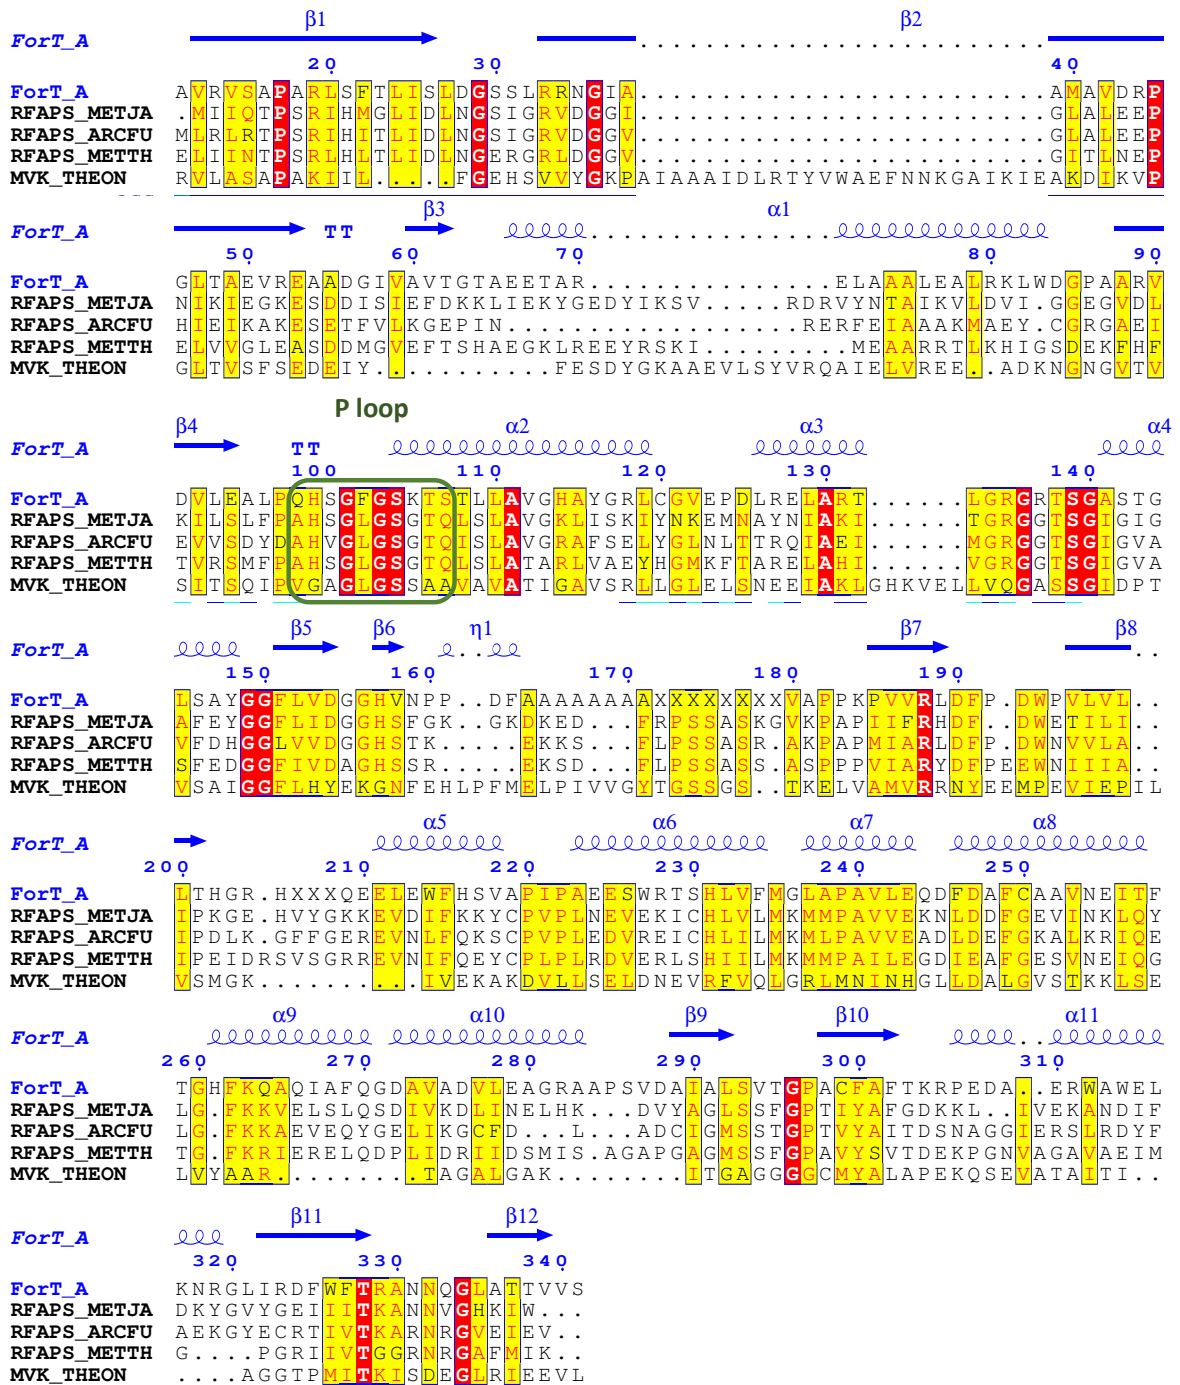 β1 β2
ForT_A
20 30 40
ForT_A AVRVSAPARLSFTLISLDGSSLRRNGIA.........................AMAVDRP
RFAPS_METJA .MIIQTPSRIHMGLIDLNGSIGRVDGGI.........................GLALEEP
RFAPS_ARCFU MLRLRTPSRIHITLIDLNGSIGRVDGGV.........................GLALEEP
RFAPS_METTH ELIINTPSRLHLTLIDLNGERGRLDGGV.........................GITLNEP
MVK_THEON RVLASAPAKIIL...FGEHSVVYGKPAIAAAIDLRTYVWAEFNNKGAIKIEAKDIKVP
β3 α1
ForT_A TT
50 60 70 80 90
ForT_A GLTAEVREAADGIVAVTGTAEETAR...............ELAAALEALRKLWDGPAARV
RFAPS_METJA NIKIEGKESDDISIEFDKKLIEKYGEDYIKSV.....RDRVYNTAIKVLDVI.GGEGVDL
RFAPS_ARCFU HIEIKAKESETFVLKGEPIN..................RERFEIAAAKMAEY.CGRGAEI
RFAPS_METTH ELVVGLEASDDMGVEFTSHAEGKLREEYRSKI.........MEAARRTLKHIGSDEKFHF
MVK_THEON GLTVSFSEDEIY..........FESDYGKAAEVLSYVRQAIELVREE.ADKNGNGVTV
P loop
β4 α2 α3 α4
ForT_A TT
100 110 120 130 140
ForT_A DVLEALPQHSGFGSKTSTLLAVGHAYGRLCGVEPDLRELART......LGRGRTSGASTG
RFAPS_METJA KILSLFPAHSGLGSGTQLSLAVGKLISKIYNKEMNAYNIAKI......TGRGGTSGIGIG
RFAPS_ARCFU EVVSDYDAHVGLGSGTQISLAVGRAFSELYGLNLTTRQIAEI......MGRGGTSGIGVA
RFAPS_METTH TVRSMFPAHSGLGSGTQLSLATARLVAEYHGMKFTARELAHI......VGRGGTSGIGVA
MVK_THEON SITSQIPVGAGLGSSAAVAVATIGAVSRLLGLELSNEEIAKLGHKVELLVQGASSGIDPT
β5 β6 η1 β7 β8
ForT_A
150 160 170 180 190
ForT_A LSAYGGFLVDGGHVNPP..DFAAAAAAAAXXXXXXXXVAPPKPVVRLDFP.DWPVLVL..
RFAPS_METJA AFEYGGFLIDGGHSFGK..GKDKED...FRPSSASKGVKPAPIIFRHDF..DWETILI..
RFAPS_ARCFU VFDHGGLVVDGGHSTK.....EKKS...FLPSSASR.AKPAPMIARLDFP.DWNVVLA..
RFAPS_METTH SFEDGGFIVDAGHSSR.....EKSD...FLPSSASS.ASPPPVIARYDFPEEWNIIIA..
MVK_THEON VSAIGGFLHYEKGNFEHLPFMELPIVVGYTGSSGS..TKELVAMVRRNYEEMPEVIEPIL
α5 α6 α7 α8
ForT_A
200 210 220 230 240 250
ForT_A LTHGR.HXXXQEELEWFHSVAPIPAEESWRTSHLVFMGLAPAVLEQDFDAFCAAVNEITF
RFAPS_METJA IPKGE.HVYGKKEVDIFKKYCPVPLNEVEKICHLVLMKMMPAVVEKNLDDFGEVINKLQY
RFAPS_ARCFU IPDLK.GFFGEREVNLFQKSCPVPLEDVREICHLILMKMLPAVVEADLDEFGKALKRIQE
RFAPS_METTH IPEIDRSVSGRREVNIFQEYCPLPLRDVERLSHIILMKMMPAILEGDIEAFGESVNEIQG
MVK_THEON VSMGK..........IVEKAKDVLLSELDNEVRFVQLGRLMNINHGLLDALGVSTKKLSE
α9 α10 β9 β10 α11
ForT_A
260 270 280 290 300 310
ForT_A TGHFKQAQIAFQGDAVADVLEAGRAAPSVDAIALSVTGPACFAFTKRPEDA..ERWAWEL
RFAPS_METJA LG.FKKVELSLQSDIVKDLINELHK...DVYAGLSSFGPTIYAFGDKKL..IVEKANDIF
RFAPS_ARCFU LG.FKKAEVEQYGELIKGCFD...L...ADCIGMSSTGPTVYAITDSNAGGIERSLRDYF
RFAPS_METTH TG.FKRIERELQDPLIDRIIDSMIS.AGAPGAGMSSFGPAVYSVTDEKPGNVAGAVAEIM
MVK_THEON LVYAAR........TAGALGAK.......ITGAGGGGCMYALAPEKQSEVATAITI..
β11 β12
ForT_A
320 330 340
ForT_A KNRGLIRDFWFTRANNQGLATTVVS
RFAPS_METJA DKYGVYGEIIITKANNVGHKIW...
RFAPS_ARCFU AEKGYECRTIVTKARNRGVEIEV..
RFAPS_METTH G....PGRIIVTGGRNRGAFMIK..
MVK_THEON ....AGGTPMITKISDEGLRIEEVL